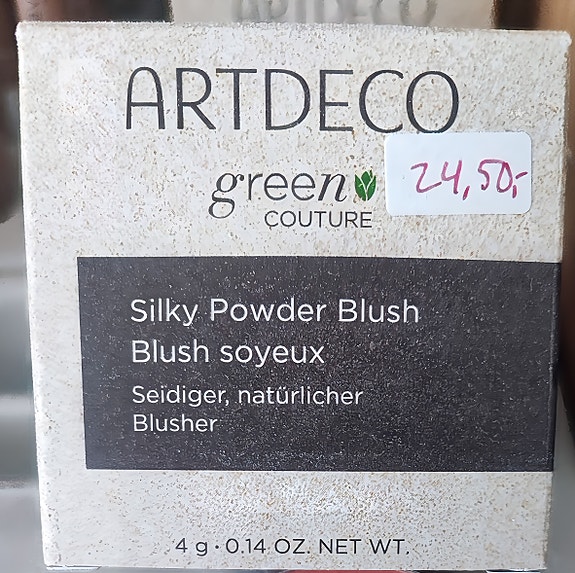 ARTDECO
ARTDECO
green
COUTURE
24,50,-
Silky Powder Blush
Blush soyeux
Seidiger, natürlicher
Blusher
4 g · 0.14 OZ. NET WT.